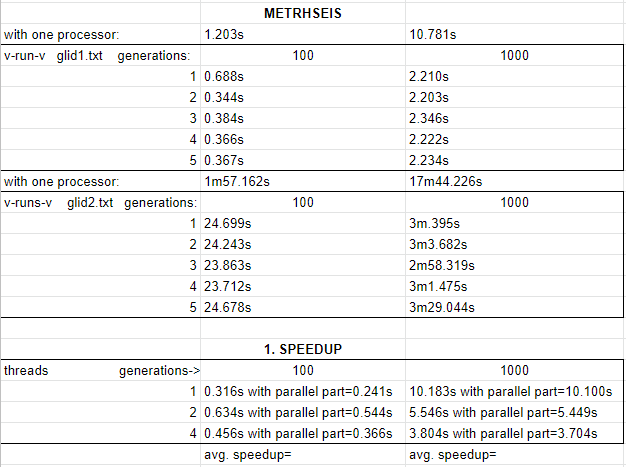 METRHSEIS
with one processor: 1.203s 10.781s
v-run-v glid1.txt generations: 100 1000
1 0.688s 2.210s
2 0.344s 2.203s
3 0.384s 2.346s
4 0.366s 2.222s
5 0.367s 2.234s
with one processor: 1m57.162s 17m44.226s
v-runs-v glid2.txt generations: 100 1000
1 24.699s 3m.395s
2 24.243s 3m3.682s
3 23.863s 2m58.319s
4 23.712s 3m1.475s
5 24.678s 3m29.044s
1. SPEEDUP
threads generations-> 100 1000
1 0.316s with parallel part=0.241s 10.183s with parallel part=10.100s
2 0.634s with parallel part=0.544s 5.546s with parallel part=5.449s
4 0.456s with parallel part=0.366s 3.804s with parallel part=3.704s
avg. speedup= avg. speedup=